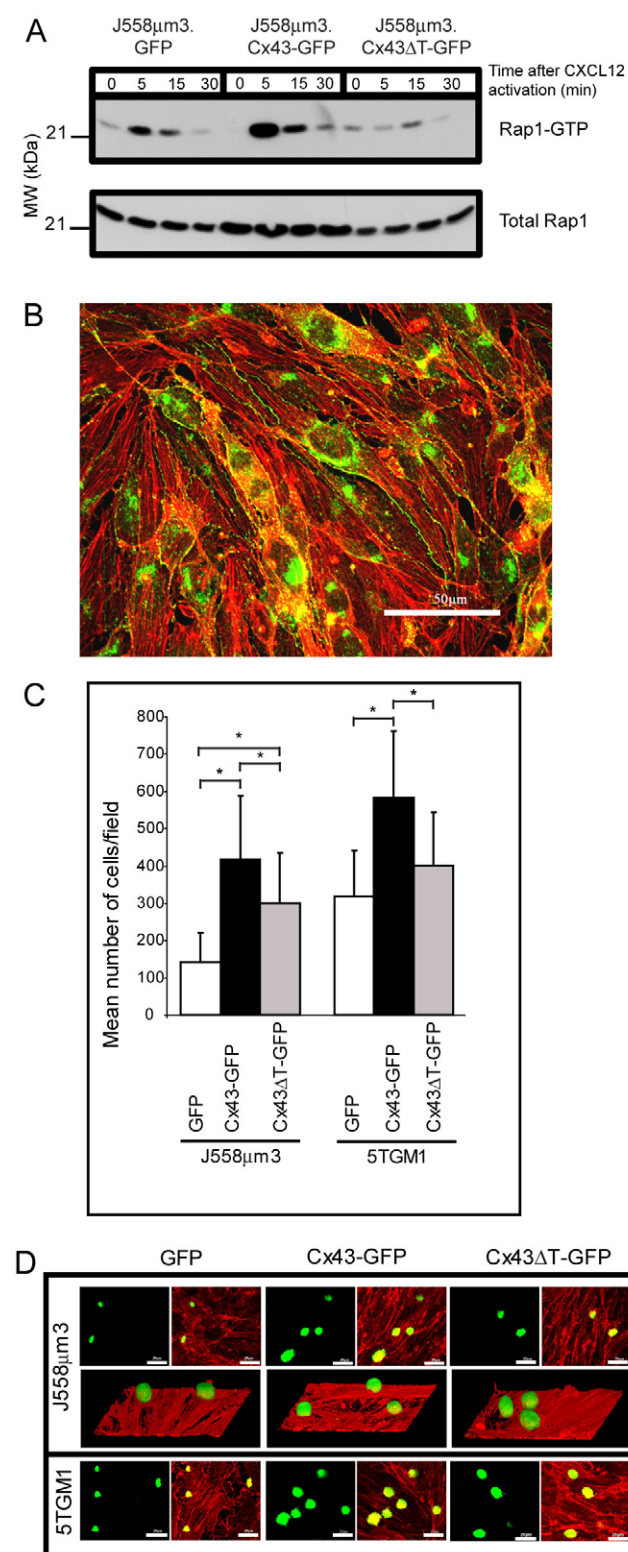 A
J558μm3. GFP
J558μm3. Cx43-GFP
J558μm3. Cx43ΔT-GFP
0 5 15 30 0 5 15 30 0 5 15 30
Time after CXCL12 activation (min)
MW (kDa)
21
Rap1-GTP
21
Total Rap1
B
50μm
C
Mean number of cells/field
800
700
600
500
400
300
200
100
0
* * * * *
GFP
Cx43-GFP
Cx43ΔT-GFP
GFP
Cx43-GFP
Cx43ΔT-GFP
J558μm3
5TGM1
D
GFP
Cx43-GFP
Cx43ΔT-GFP
J558μm3
5TGM1